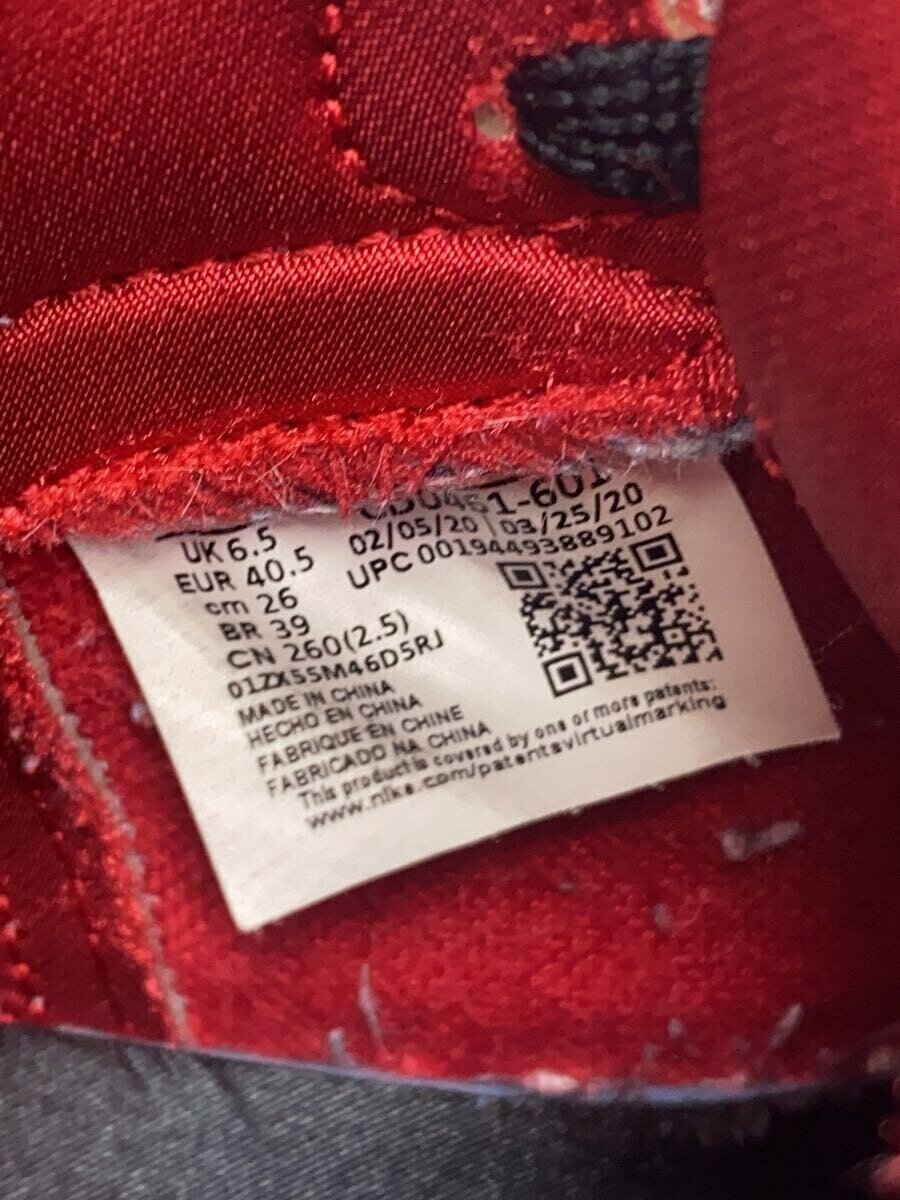 UK 6.5
EUR 40.5
cm 26
BR 39
CN 260(2.5)
02/05/20 | 03/25/20
UPC 00194493889102
01ZX55M46D5RJ
MADE IN CHINA
HECHO EN CHINA
FABRIQUE EN CHINE
FABRICADO NA CHINA
This product is covered by one or more patents:
www.nike.com/patentsvirtualmarking